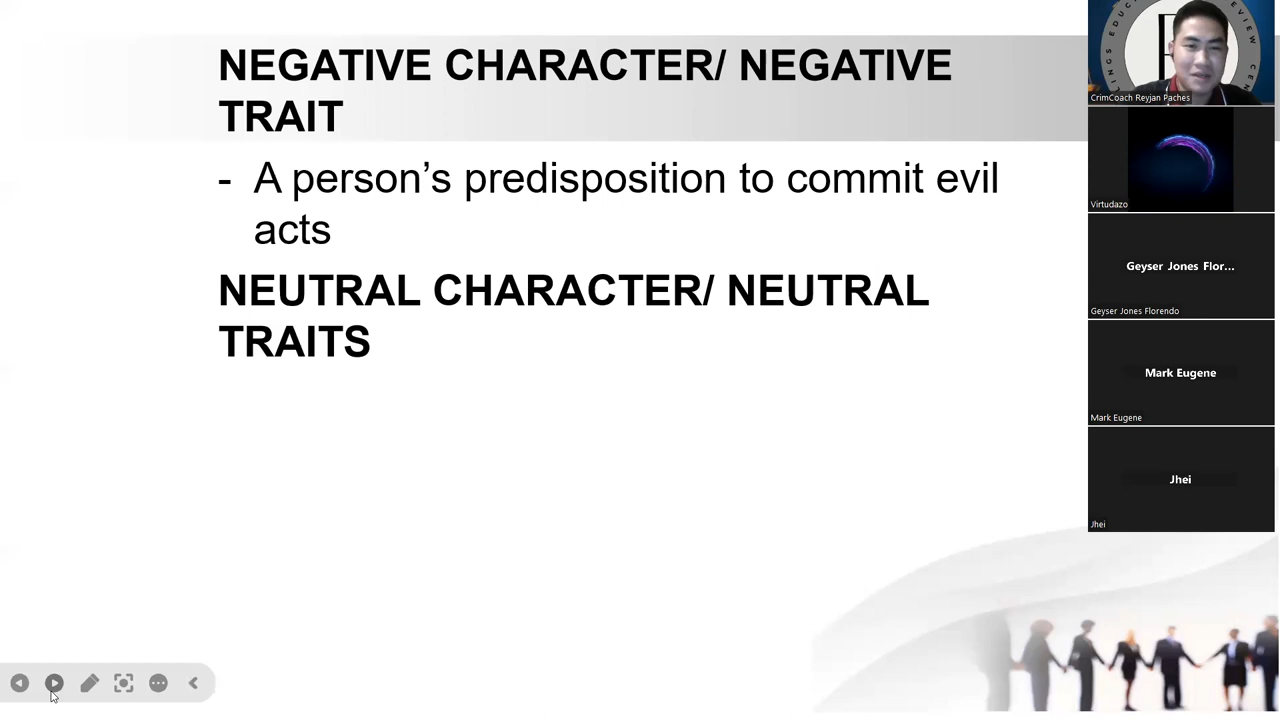 NEGATIVE CHARACTER/ NEGATIVE
TRAIT
- A person’s predisposition to commit evil
acts
NEUTRAL CHARACTER/ NEUTRAL
TRAITS
CrimCoach Reyjan Paches
Virtudazo
Geyser Jones Flor...
Geyser Jones Florendo
Mark Eugene
Mark Eugene
Jhei
Jhei